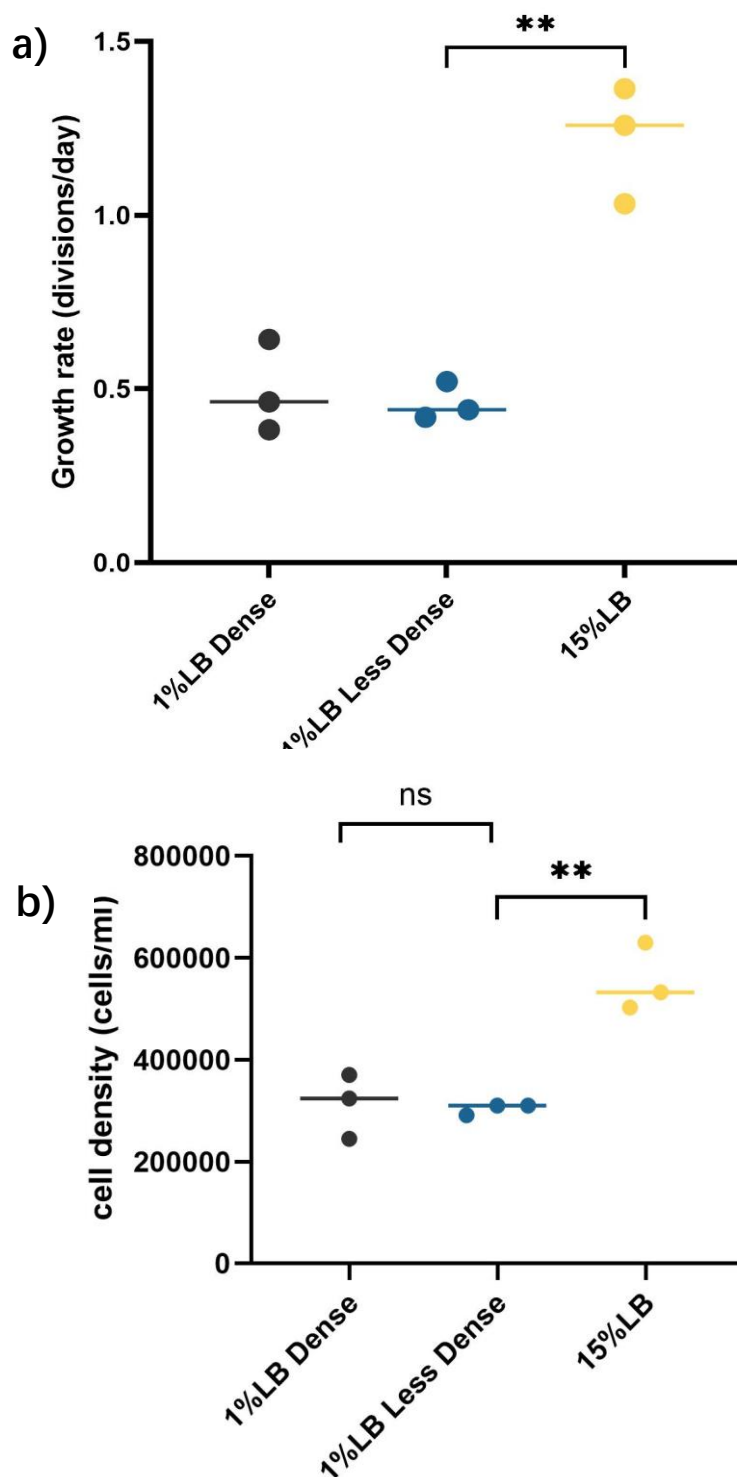 a)
**
1.5
1.0
0.5
0.0
Growth rate (divisions/day)
1%LB Dense
1%LB Less Dense
15%LB
b)
ns
**
800000
600000
400000
200000
0
cell density (cells/ml)
1%LB Dense
1%LB Less Dense
15%LB